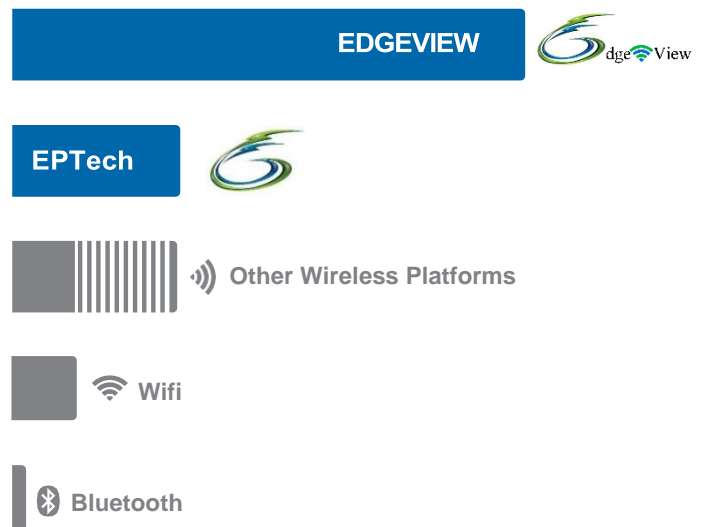 EDGEVIEW
dge View
EPTech
Other Wireless Platforms
Wifi
Bluetooth